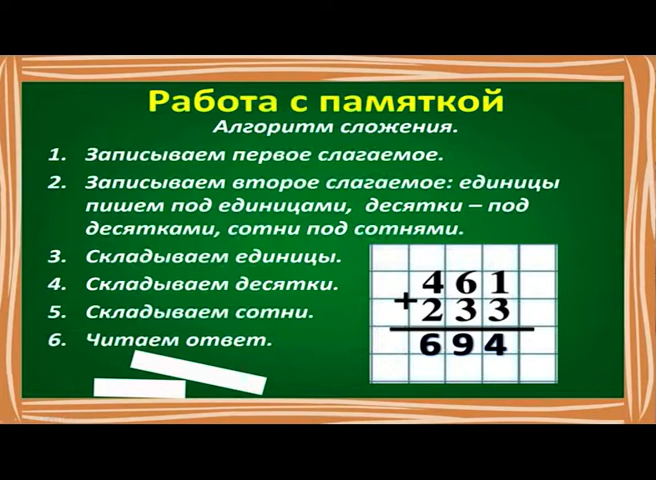 Работа с памяткой
Алгоритм сложения.
1. Записываем первое слагаемое.
2. Записываем второе слагаемое: единицы
пишем под единицами, десятки – под
десятками, сотни под сотнями.
3. Складываем единицы.
4. Складываем десятки.
5. Складываем сотни.
6. Читаем ответ.
461
+
233
694